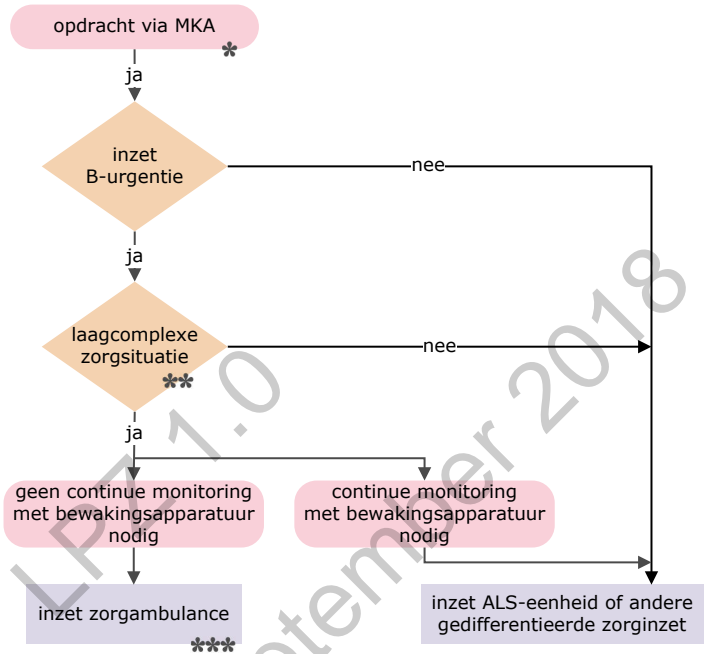 opdracht via MKA
*
ja
inzet
B-urgentie
nee
ja
laagcomplexe
zorgsituatie
**
nee
ja
geen continue monitoring
met bewakingsapparatuur
nodig
continue monitoring
met bewakingsapparatuur
nodig
inzet zorgambulance
***
inzet ALS-eenheid of andere
gedifferentieerde zorginzet
LPZ 1.0
september 2018